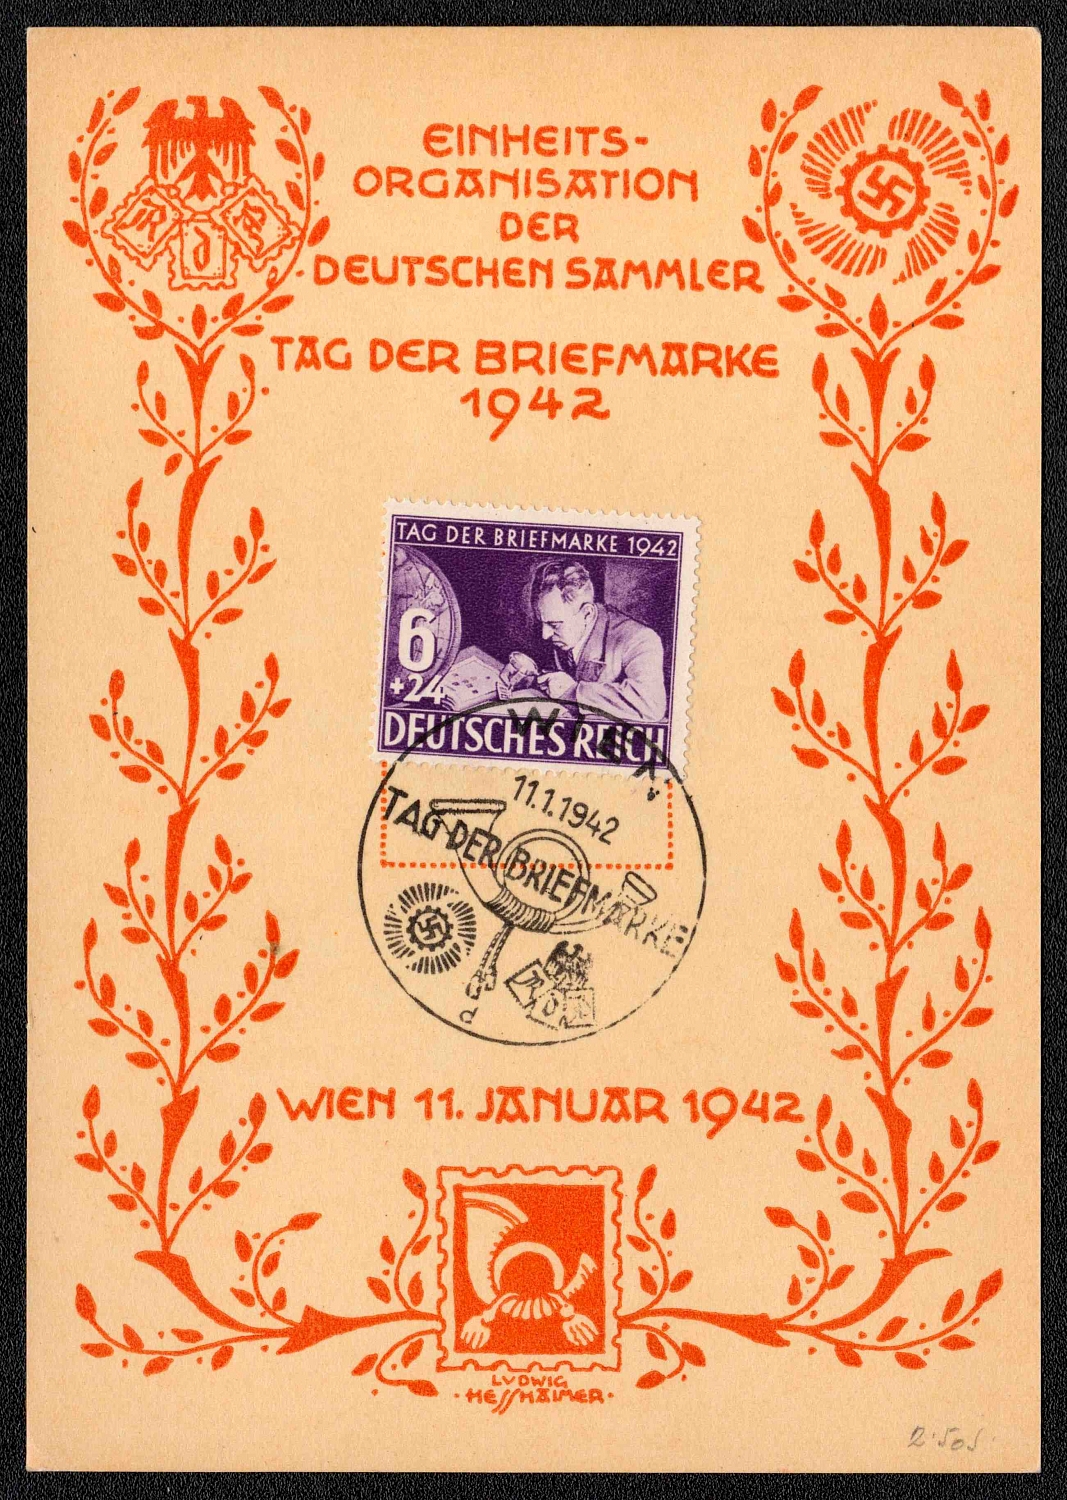 EINHEITS-
ORGANISATION
DER
DEUTSCHEN SAMMLER
R D P
TAG DER BRIEFMARKE
1942
TAG DER BRIEFMARKE 1942
6
+24
DEUTSCHES REICH
WIEN
11.1.1942
TAG DER BRIEFMARKE
R D P
d
WIEN 11. JANUAR 1942
LUDWIG
HESSHAIMER